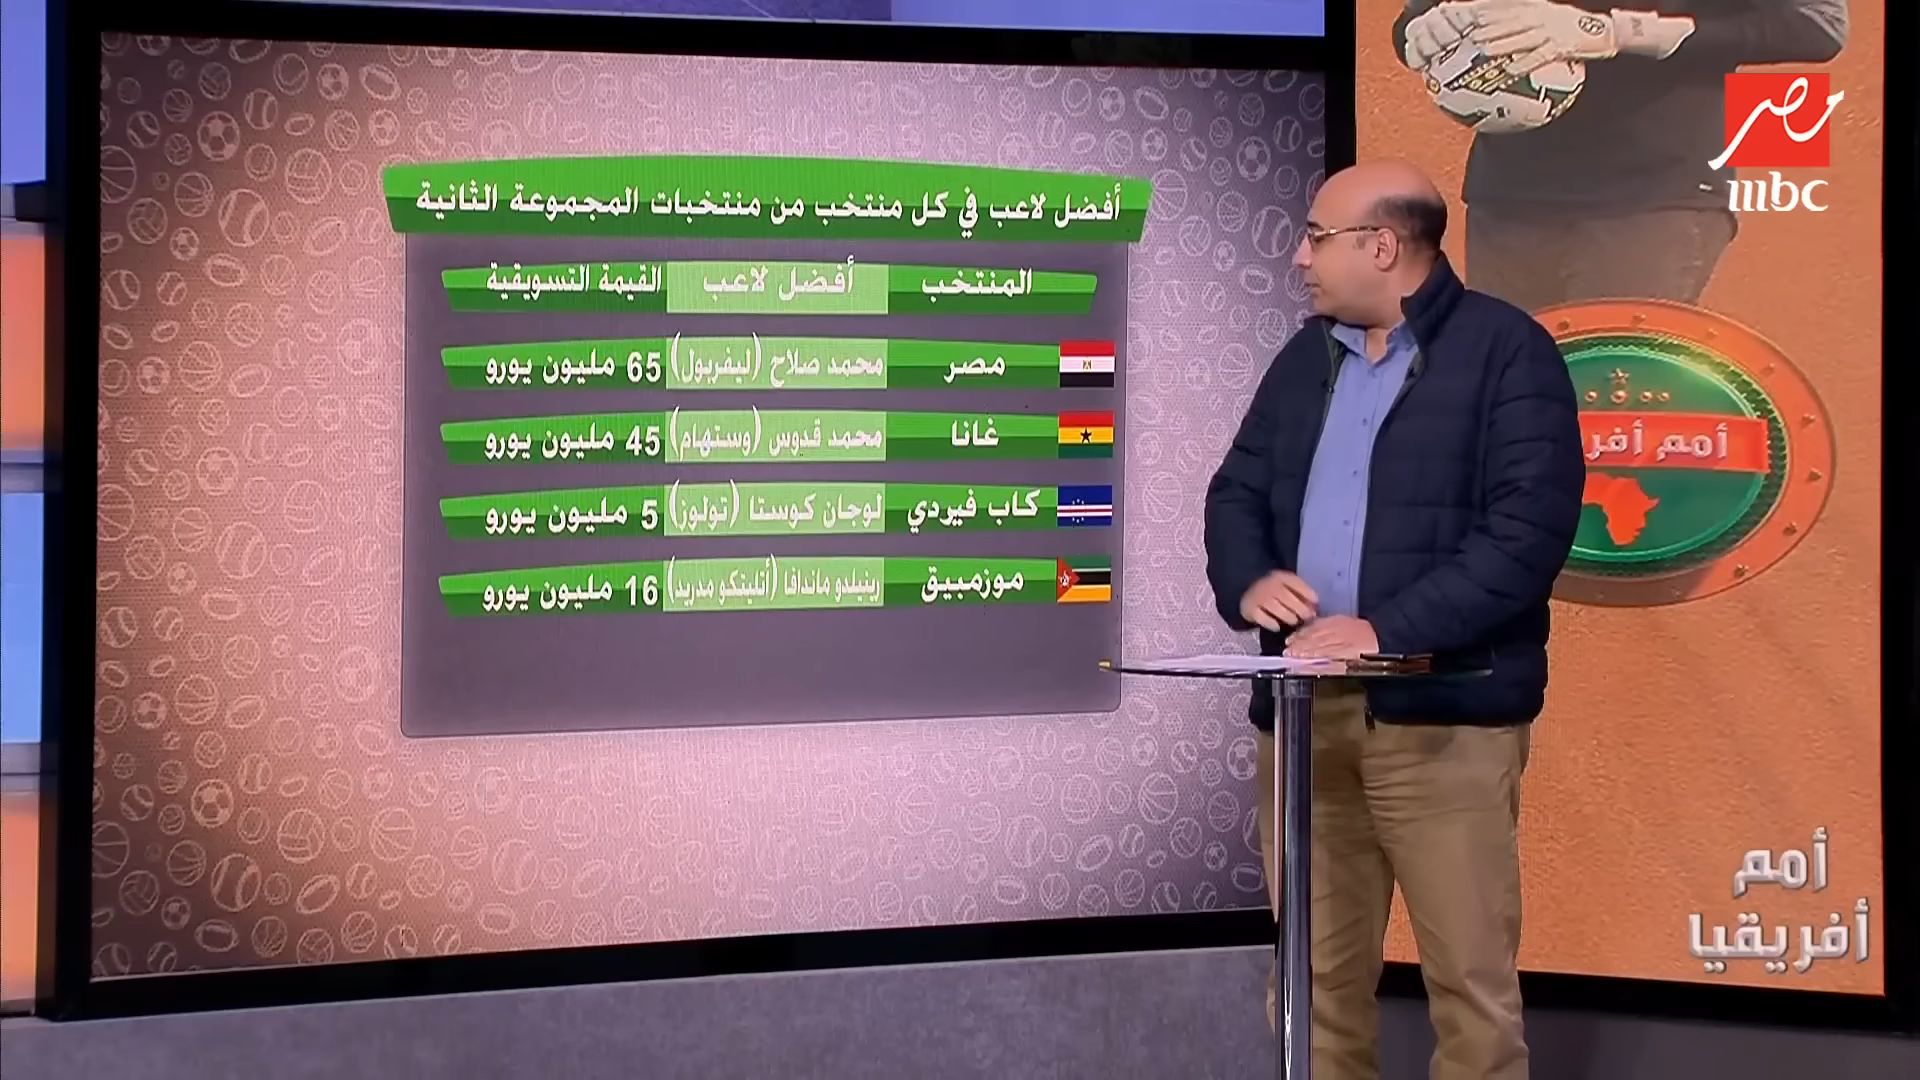 أفضل لاعب في كل منتخب من منتخبات المجموعة الثانية
المنتخب أفضل لاعب القيمة التسويقية
مصر محمد صلاح (ليفربول) 65 مليون يورو
غانا محمد قدوس (وستهام) 45 مليون يورو
كاب فيردي لوجان كوستا (تولوز) 5 مليون يورو
موزمبيق رينيلدو ماندافا (أتليتكو مدريد) 16 مليون يورو
مصر
mbc
أمم أفر
أمم
أفريقيا